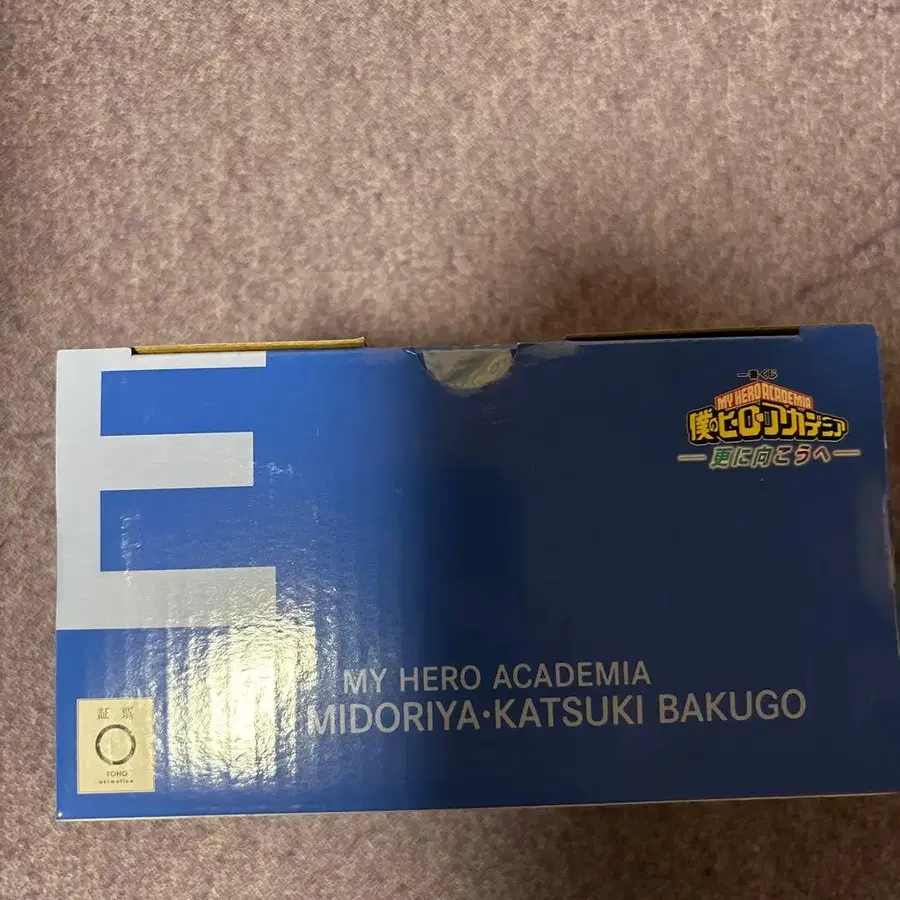 E
一番くじ
MY HERO ACADEMIA
僕のヒーローアカデミア
―更に向こうへ―
MY HERO ACADEMIA
MIDORIYA・KATSUKI BAKUGO
証票
TOHO
animation